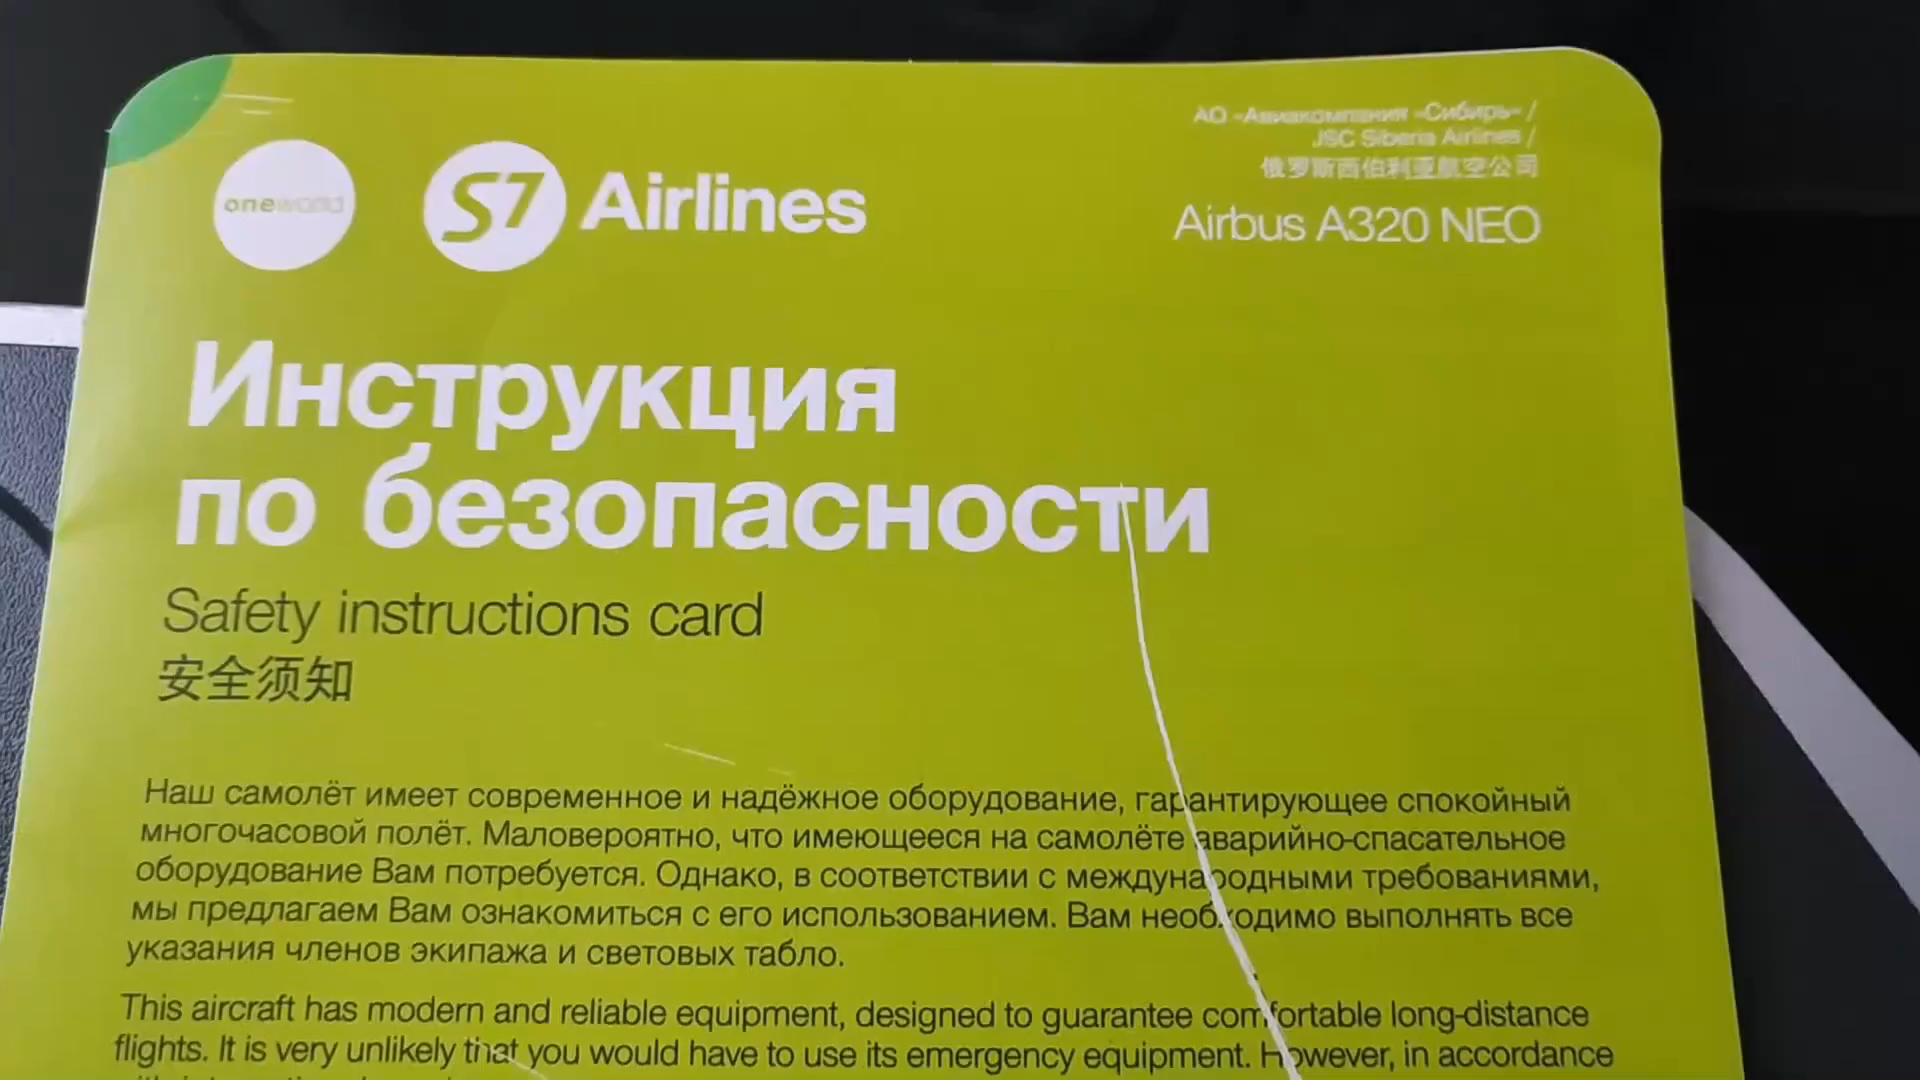 oneworld
S7 Airlines
АО «Авиакомпания «Сибирь» /
JSC Siberia Airlines /
俄罗斯西伯利亚航空公司
Airbus A320 NEO
Инструкция
по безопасности
Safety instructions card
安全须知
Наш самолёт имеет современное и надёжное оборудование, гарантирующее спокойный
многочасовой полёт. Маловероятно, что имеющееся на самолёте аварийно-спасательное
оборудование Вам потребуется. Однако, в соответствии с международными требованиями,
мы предлагаем Вам ознакомиться с его использованием. Вам необходимо выполнять все
указания членов экипажа и световых табло.
This aircraft has modern and reliable equipment, designed to guarantee comfortable long-distance
flights. It is very unlikely that you would have to use its emergency equipment. However, in accordance